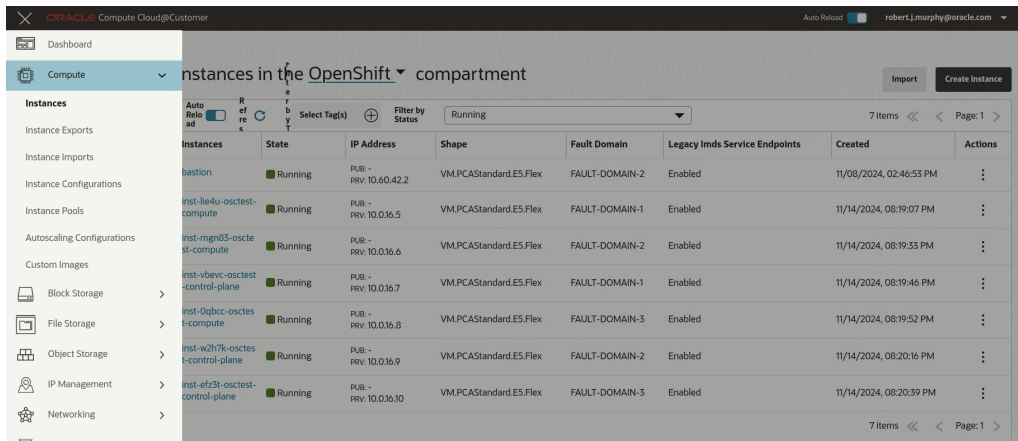 ORACLE Compute Cloud@Customer
Auto Reload
robert.j.murphy@oracle.com
Dashboard
Compute
Instances
Instance Exports
Instance Imports
Instance Configurations
Instance Pools
Autoscaling Configurations
Custom Images
Block Storage
File Storage
Object Storage
IP Management
Networking
nstances in the OpenShift compartment
Import
Create Instance
Auto
Relo
ad
R
ef
re
s
e
r
b
y
T
Select Tag(s)
Filter by
Status
Running
7 items
Page: 1
Instances State IP Address Shape Fault Domain Legacy Imds Service Endpoints Created Actions
bastion Running PUB: -
PRV: 10.60.42.2 VM.PCAStandard.E5.Flex FAULT-DOMAIN-2 Enabled 11/08/2024, 02:46:53 PM
inst-lie4u-osctest-
compute Running PUB: -
PRV: 10.0.16.5 VM.PCAStandard.E5.Flex FAULT-DOMAIN-1 Enabled 11/14/2024, 08:19:07 PM
inst-mgn83-oscte
st-compute Running PUB: -
PRV: 10.0.16.6 VM.PCAStandard.E5.Flex FAULT-DOMAIN-2 Enabled 11/14/2024, 08:19:33 PM
inst-vbevc-osctest
-control-plane Running PUB: -
PRV: 10.0.16.7 VM.PCAStandard.E5.Flex FAULT-DOMAIN-1 Enabled 11/14/2024, 08:19:46 PM
inst-0qbcc-osctes
t-compute Running PUB: -
PRV: 10.0.16.8 VM.PCAStandard.E5.Flex FAULT-DOMAIN-3 Enabled 11/14/2024, 08:19:52 PM
inst-w2h7k-osctes
t-control-plane Running PUB: -
PRV: 10.0.16.9 VM.PCAStandard.E5.Flex FAULT-DOMAIN-2 Enabled 11/14/2024, 08:20:16 PM
inst-efz3t-osctest-
control-plane Running PUB: -
PRV: 10.0.16.10 VM.PCAStandard.E5.Flex FAULT-DOMAIN-3 Enabled 11/14/2024, 08:20:39 PM
7 items
Page: 1